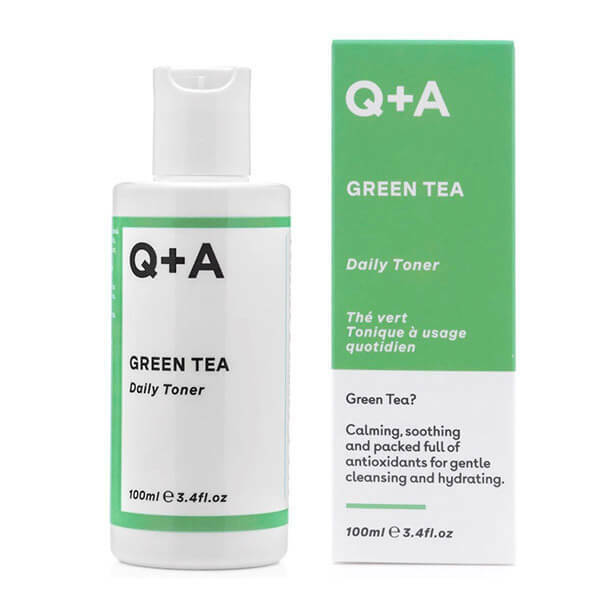 Q+A
GREEN TEA
Daily Toner
100ml ℮ 3.4fl.oz
Q+A
GREEN TEA
Daily Toner
Thé vert
Tonique à usage
quotidien
Green Tea?
Calming, soothing
and packed full of
antioxidants for gentle
cleansing and hydrating.
100ml ℮ 3.4fl.oz